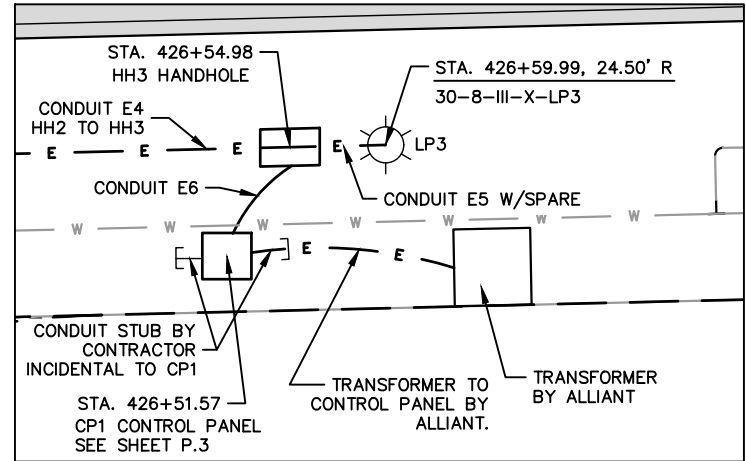 STA. 426+54.98
HH3 HANDHOLE
STA. 426+59.99, 24.50' R
30-8-III-X-LP3
CONDUIT E4
HH2 TO HH3
LP3
E E E E
CONDUIT E6
CONDUIT E5 W/SPARE
W W W W W W W
E E
CONDUIT STUB BY
CONTRACTOR
INCIDENTAL TO CP1
STA. 426+51.57
CP1 CONTROL PANEL
SEE SHEET P.3
TRANSFORMER TO
CONTROL PANEL BY
ALLIANT.
TRANSFORMER
BY ALLIANT